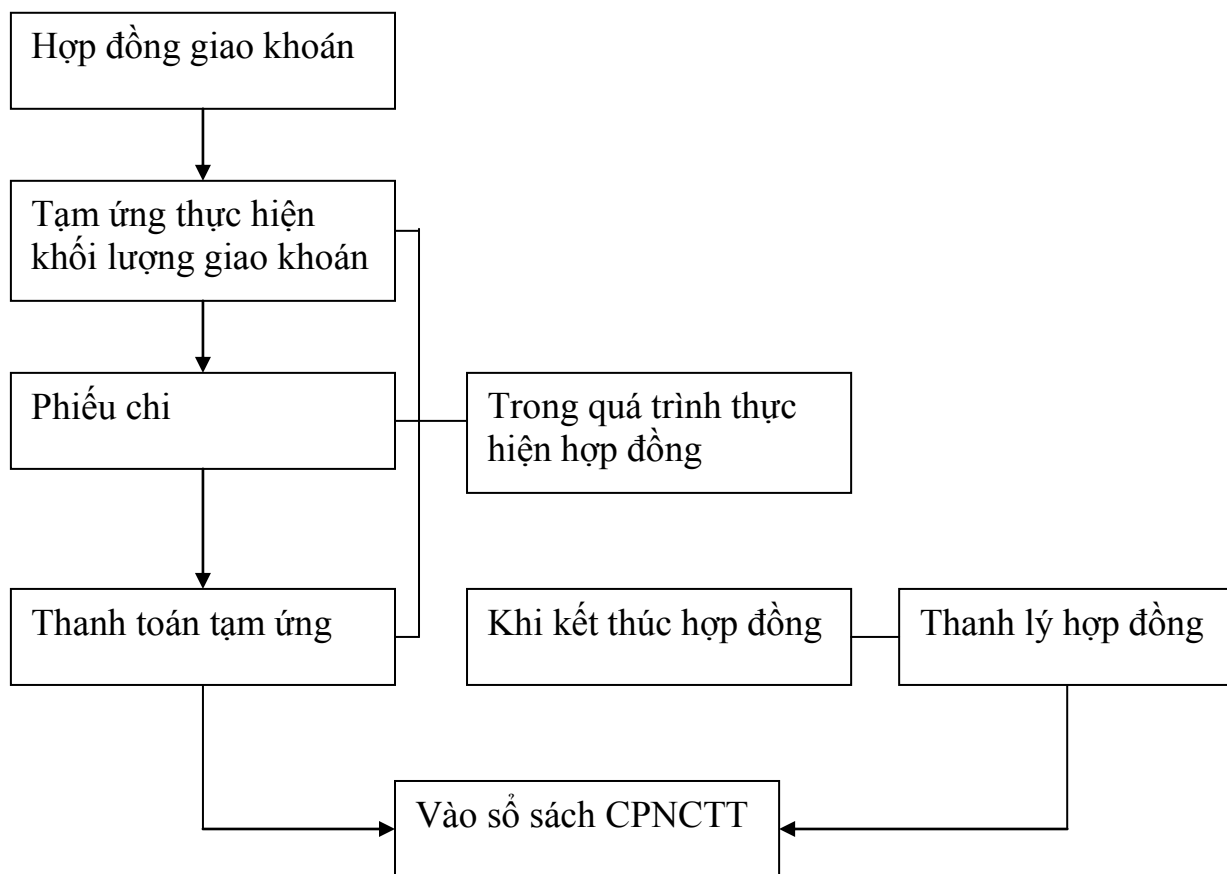 Hợp đồng giao khoán
Tạm ứng thực hiện
khối lượng giao khoán
Phiếu chi
Trong quá trình thực
hiện hợp đồng
Thanh toán tạm ứng
Khi kết thúc hợp đồng
Thanh lý hợp đồng
Vào sổ sách CPNCTT